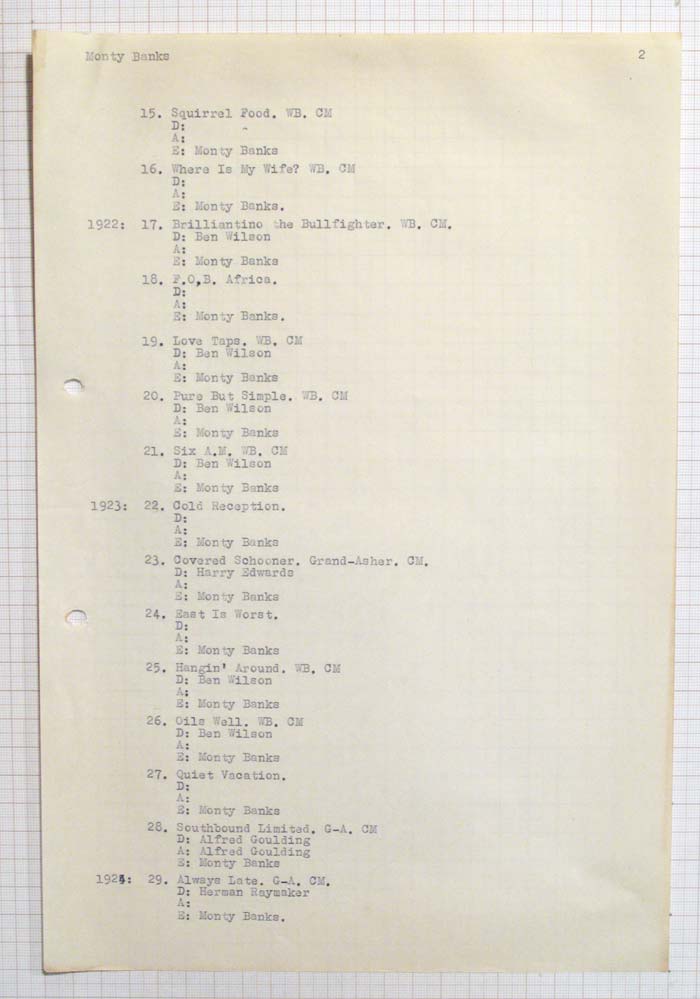 Monty Banks 2
15. Squirrel Food. WB. CM
D:
A:
E: Monty Banks
16. Where Is My Wife? WB. CM
D:
A:
E: Monty Banks.
1922: 17. Brilliantino the Bullfighter. WB. CM.
D: Ben Wilson
A:
E: Monty Banks
18. F.O,B. Africa.
D:
A:
E: Monty Banks.
19. Love Taps. WB. CM
D: Ben Wilson
A:
E: Monty Banks
20. Pure But Simple. WB. CM
D: Ben Wilson
A:
E: Monty Banks
21. Six A.M. WB. CM
D: Ben Wilson
A:
E: Monty Banks
1923: 22. Cold Reception.
D:
A:
E: Monty Banks
23. Covered Schooner. Grand-Asher. CM.
D: Harry Edwards
A:
E: Monty Banks
24. East Is Worst.
D:
A:
E: Monty Banks
25. Hangin' Around. WB. CM
D: Ben Wilson
A:
E: Monty Banks
26. Oils Well. WB. CM
D: Ben Wilson
A:
E: Monty Banks
27. Quiet Vacation.
D:
A:
E: Monty Banks
28. Southbound Limited. G-A. CM
D: Alfred Goulding
A: Alfred Goulding
E: Monty Banks
1924: 29. Always Late. G-A. CM.
D: Herman Raymaker
A:
E: Monty Banks.